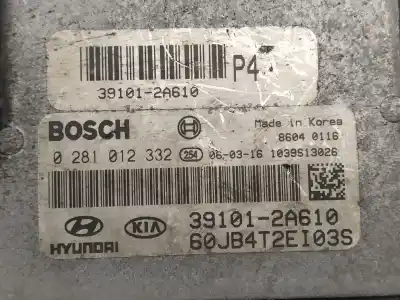 P4
39101-2A610
BOSCH
Made in Korea
8604 0116
0 281 012 332 254 06-03-16 1039S13026
HYUNDAI
KIA
39101-2A610
60JB4T2EI03S